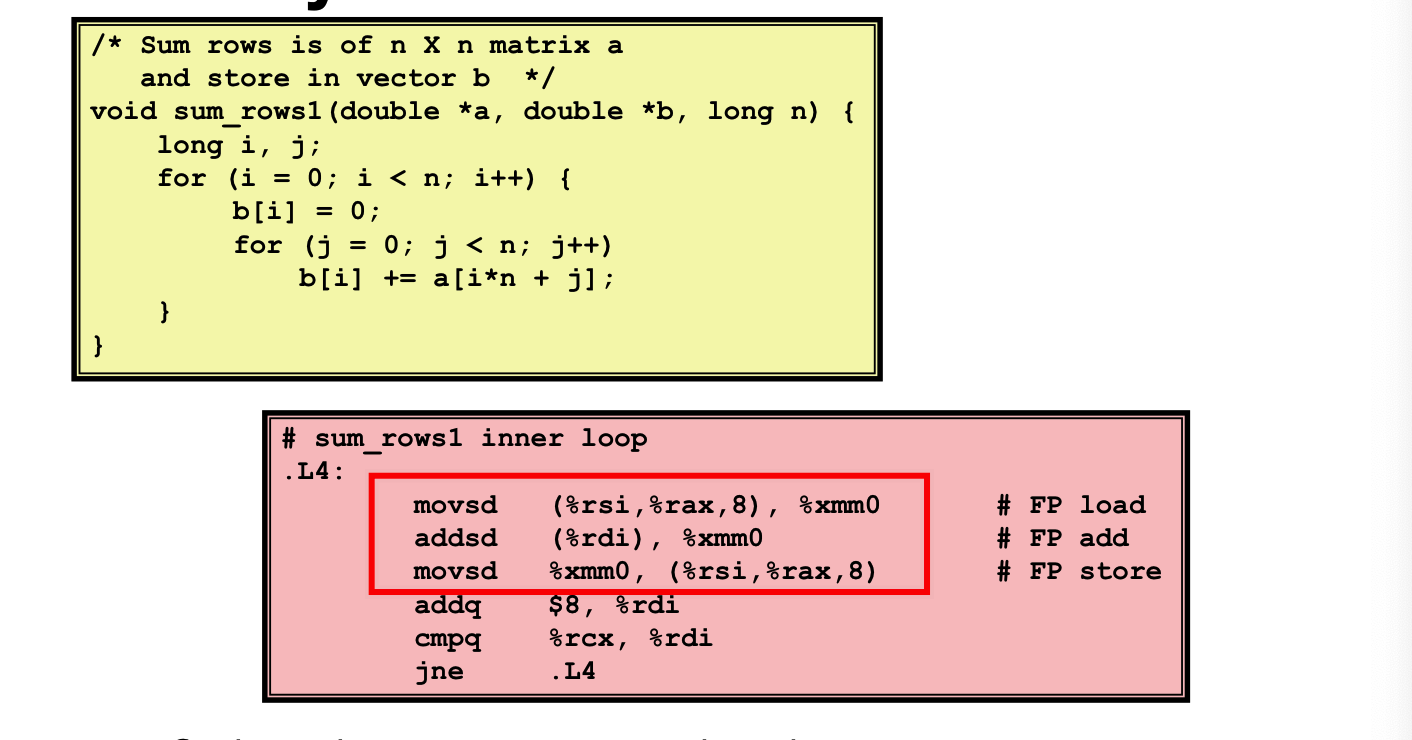 /* Sum rows is of n X n matrix a
and store in vector b */
void sum_rows1(double *a, double *b, long n) {
long i, j;
for (i = 0; i < n; i++) {
b[i] = 0;
for (j = 0; j < n; j++)
b[i] += a[i*n + j];
}
}
# sum_rows1 inner loop
.L4:
movsd (%rsi,%rax,8), %xmm0 # FP load
addsd (%rdi), %xmm0 # FP add
movsd %xmm0, (%rsi,%rax,8) # FP store
addq $8, %rdi
cmpq %rcx, %rdi
jne .L4